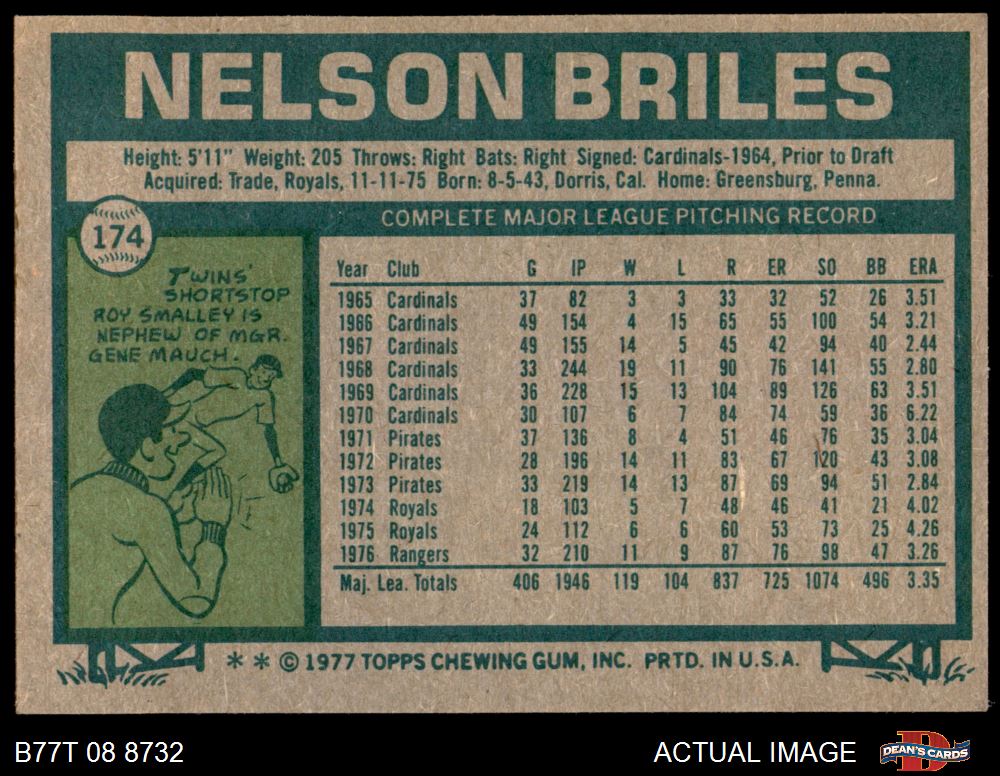 NELSON BRILES
Height: 5'11" Weight: 205 Throws: Right Bats: Right Signed: Cardinals-1964, Prior to Draft
Acquired: Trade, Royals, 11-11-75 Born: 8-5-43, Dorris, Cal. Home: Greensburg, Penna.
174
TWINS'
SHORTSTOP
ROY SMALLEY IS
NEPHEW OF MGR.
GENE MAUCH.
COMPLETE MAJOR LEAGUE PITCHING RECORD
Year Club G IP W L R ER SO BB ERA
1965 Cardinals 37 82 3 3 33 32 52 26 3.51
1966 Cardinals 49 154 4 15 65 55 100 54 3.21
1967 Cardinals 49 155 14 5 45 42 94 40 2.44
1968 Cardinals 33 244 19 11 90 76 141 55 2.80
1969 Cardinals 36 228 15 13 104 89 126 63 3.51
1970 Cardinals 30 107 6 7 84 74 59 36 6.22
1971 Pirates 37 136 8 4 51 46 76 35 3.04
1972 Pirates 28 196 14 11 83 67 120 43 3.08
1973 Pirates 33 219 14 13 87 69 94 51 2.84
1974 Royals 18 103 5 7 48 46 41 21 4.02
1975 Royals 24 112 6 6 60 53 73 25 4.26
1976 Rangers 32 210 11 9 87 76 98 47 3.26
Maj. Lea. Totals 406 1946 119 104 837 725 1074 496 3.35
* * © 1977 TOPPS CHEWING GUM, INC. PRTD. IN U.S.A.
B77T 08 8732
ACTUAL IMAGE
D
DEAN'S CARDS